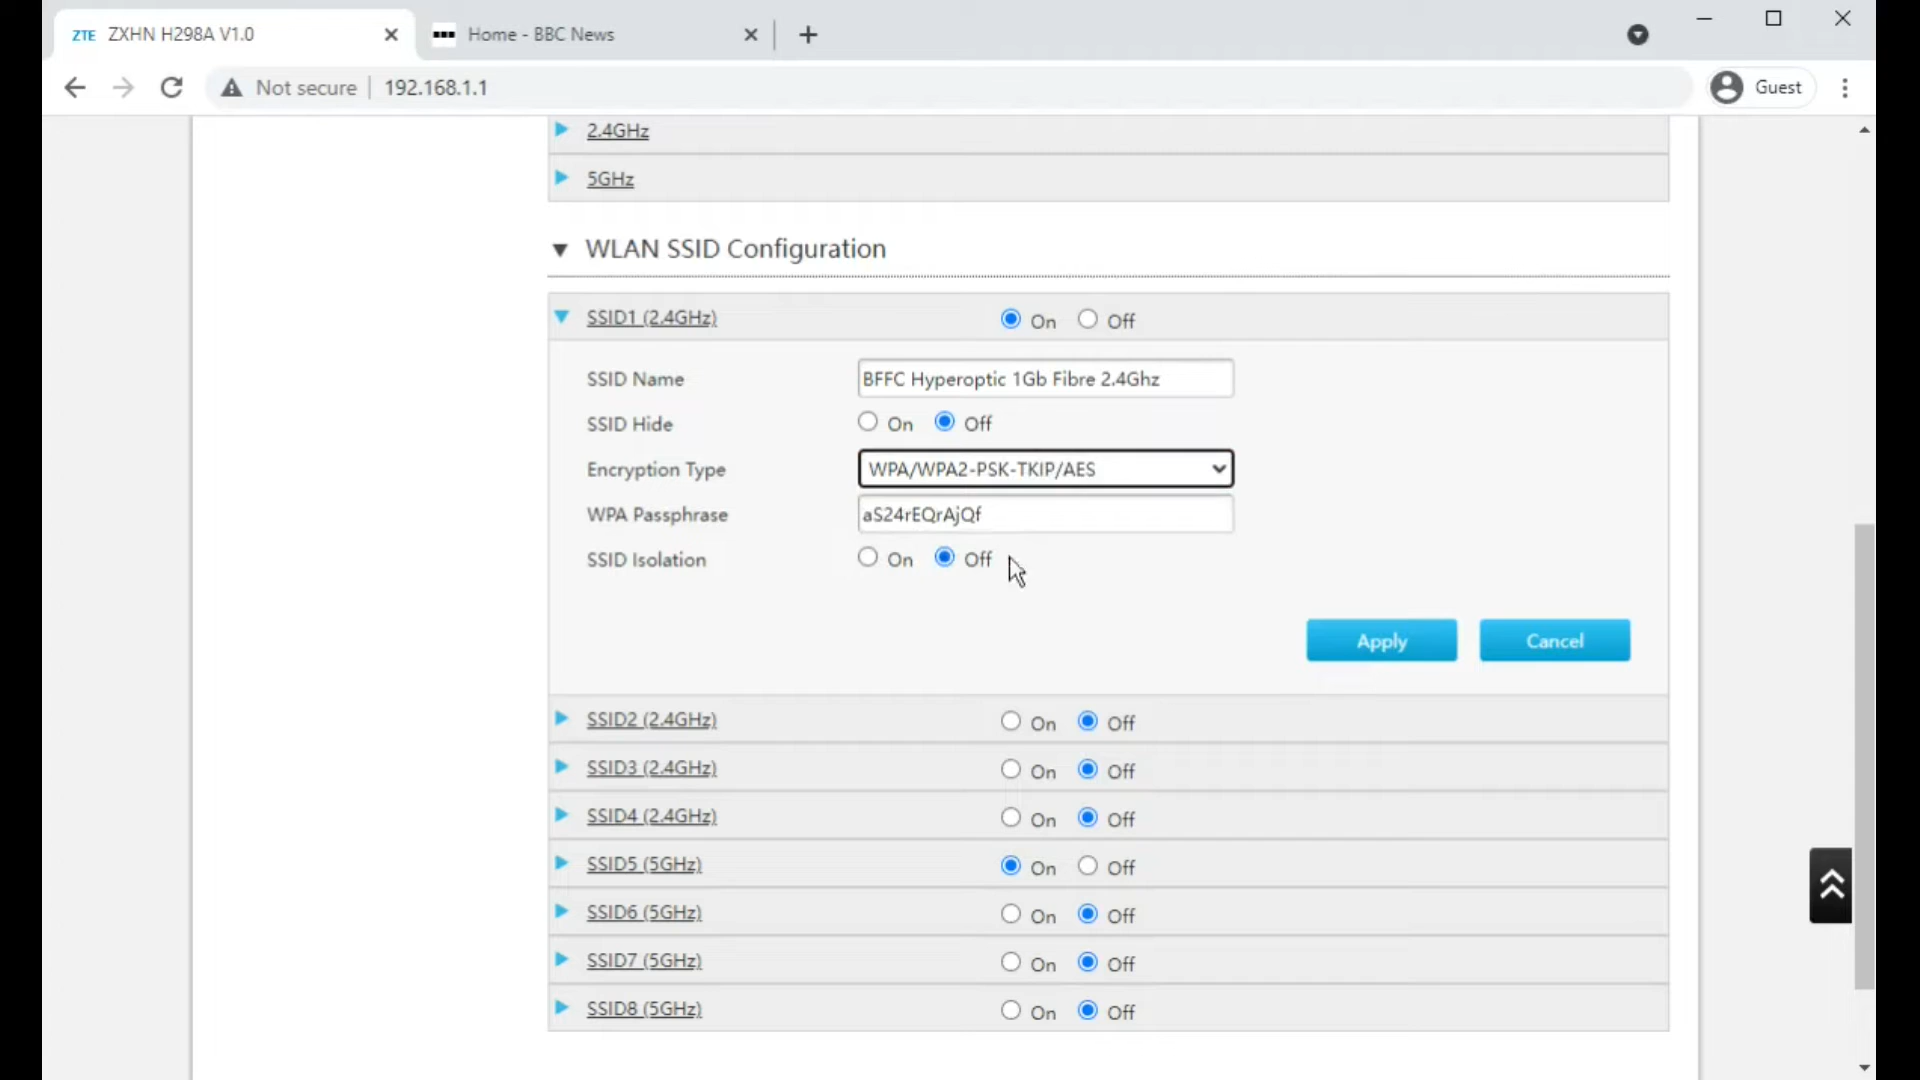 ZTE ZXHN H298A V1.0 Home - BBC News
Not secure 192.168.1.1 Guest
2.4GHz
5GHz
WLAN SSID Configuration
SSID1 (2.4GHz) On Off
SSID Name BFFC Hyperoptic 1Gb Fibre 2.4Ghz
SSID Hide On Off
Encryption Type WPA/WPA2-PSK-TKIP/AES
WPA Passphrase aS24rEQrAjQf
SSID Isolation On Off
Apply Cancel
SSID2 (2.4GHz) On Off
SSID3 (2.4GHz) On Off
SSID4 (2.4GHz) On Off
SSID5 (5GHz) On Off
SSID6 (5GHz) On Off
SSID7 (5GHz) On Off
SSID8 (5GHz) On Off